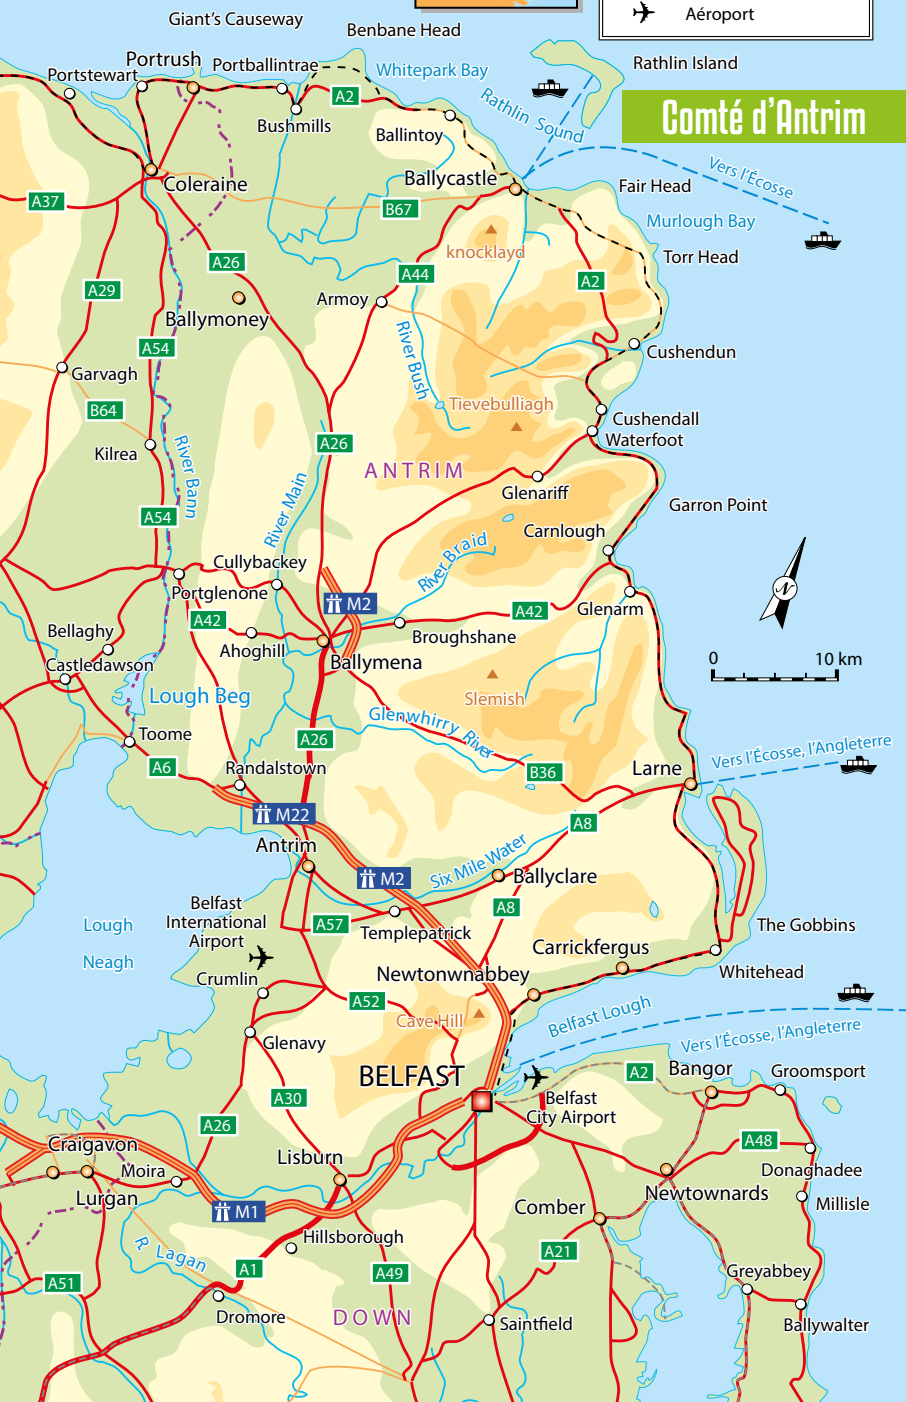 Giant's Causeway
Aéroport
Benbane Head
Portrush
Portballintrae
Portstewart
Whitepark Bay
Rathlin Island
A2
Rathlin Sound
Comté d'Antrim
Bushmills
Ballintoy
Ballycastle
Vers l'Écosse
Coleraine
Fair Head
A37
B67
Murlough Bay
knocklayd
Torr Head
A26
A44
A2
A29
Armoy
Ballymoney
River Bush
A54
Cushendun
Garvagh
Tievebulliagh
B64
Cushendall
Waterfoot
A26
Kilrea
River Bann
ANTRIM
Glenariff
River Main
Garron Point
A54
Carnlough
River Braid
Cullybackey
Portglenone
M2
A42
A42
Glenarm
Bellaghy
Broughshane
Ahoghill
Castledawson
Ballymena
N
0 10 km
Lough Beg
Slemish
Glenwhirry River
Toome
A26
Vers l'Écosse, l'Angleterre
A6
Randalstown
B36
Larne
M22
A8
Antrim
M2
Six Mile Water
Ballyclare
Belfast
International
Airport
A8
Lough
Neagh
A57
Templepatrick
The Gobbins
Carrickfergus
Crumlin
Newtonwnabbey
Whitehead
A52
Cave Hill
Belfast Lough
Glenavy
Vers l'Écosse, l'Angleterre
BELFAST
A2
Bangor
Groomsport
A30
Belfast
City Airport
A26
Craigavon
A48
Lisburn
Moira
Donaghadee
Lurgan
Newtownards
Millisle
M1
Comber
Hillsborough
R. Lagan
A21
A1
A49
A51
Greyabbey
Dromore
DOWN
Saintfield
Ballywalter